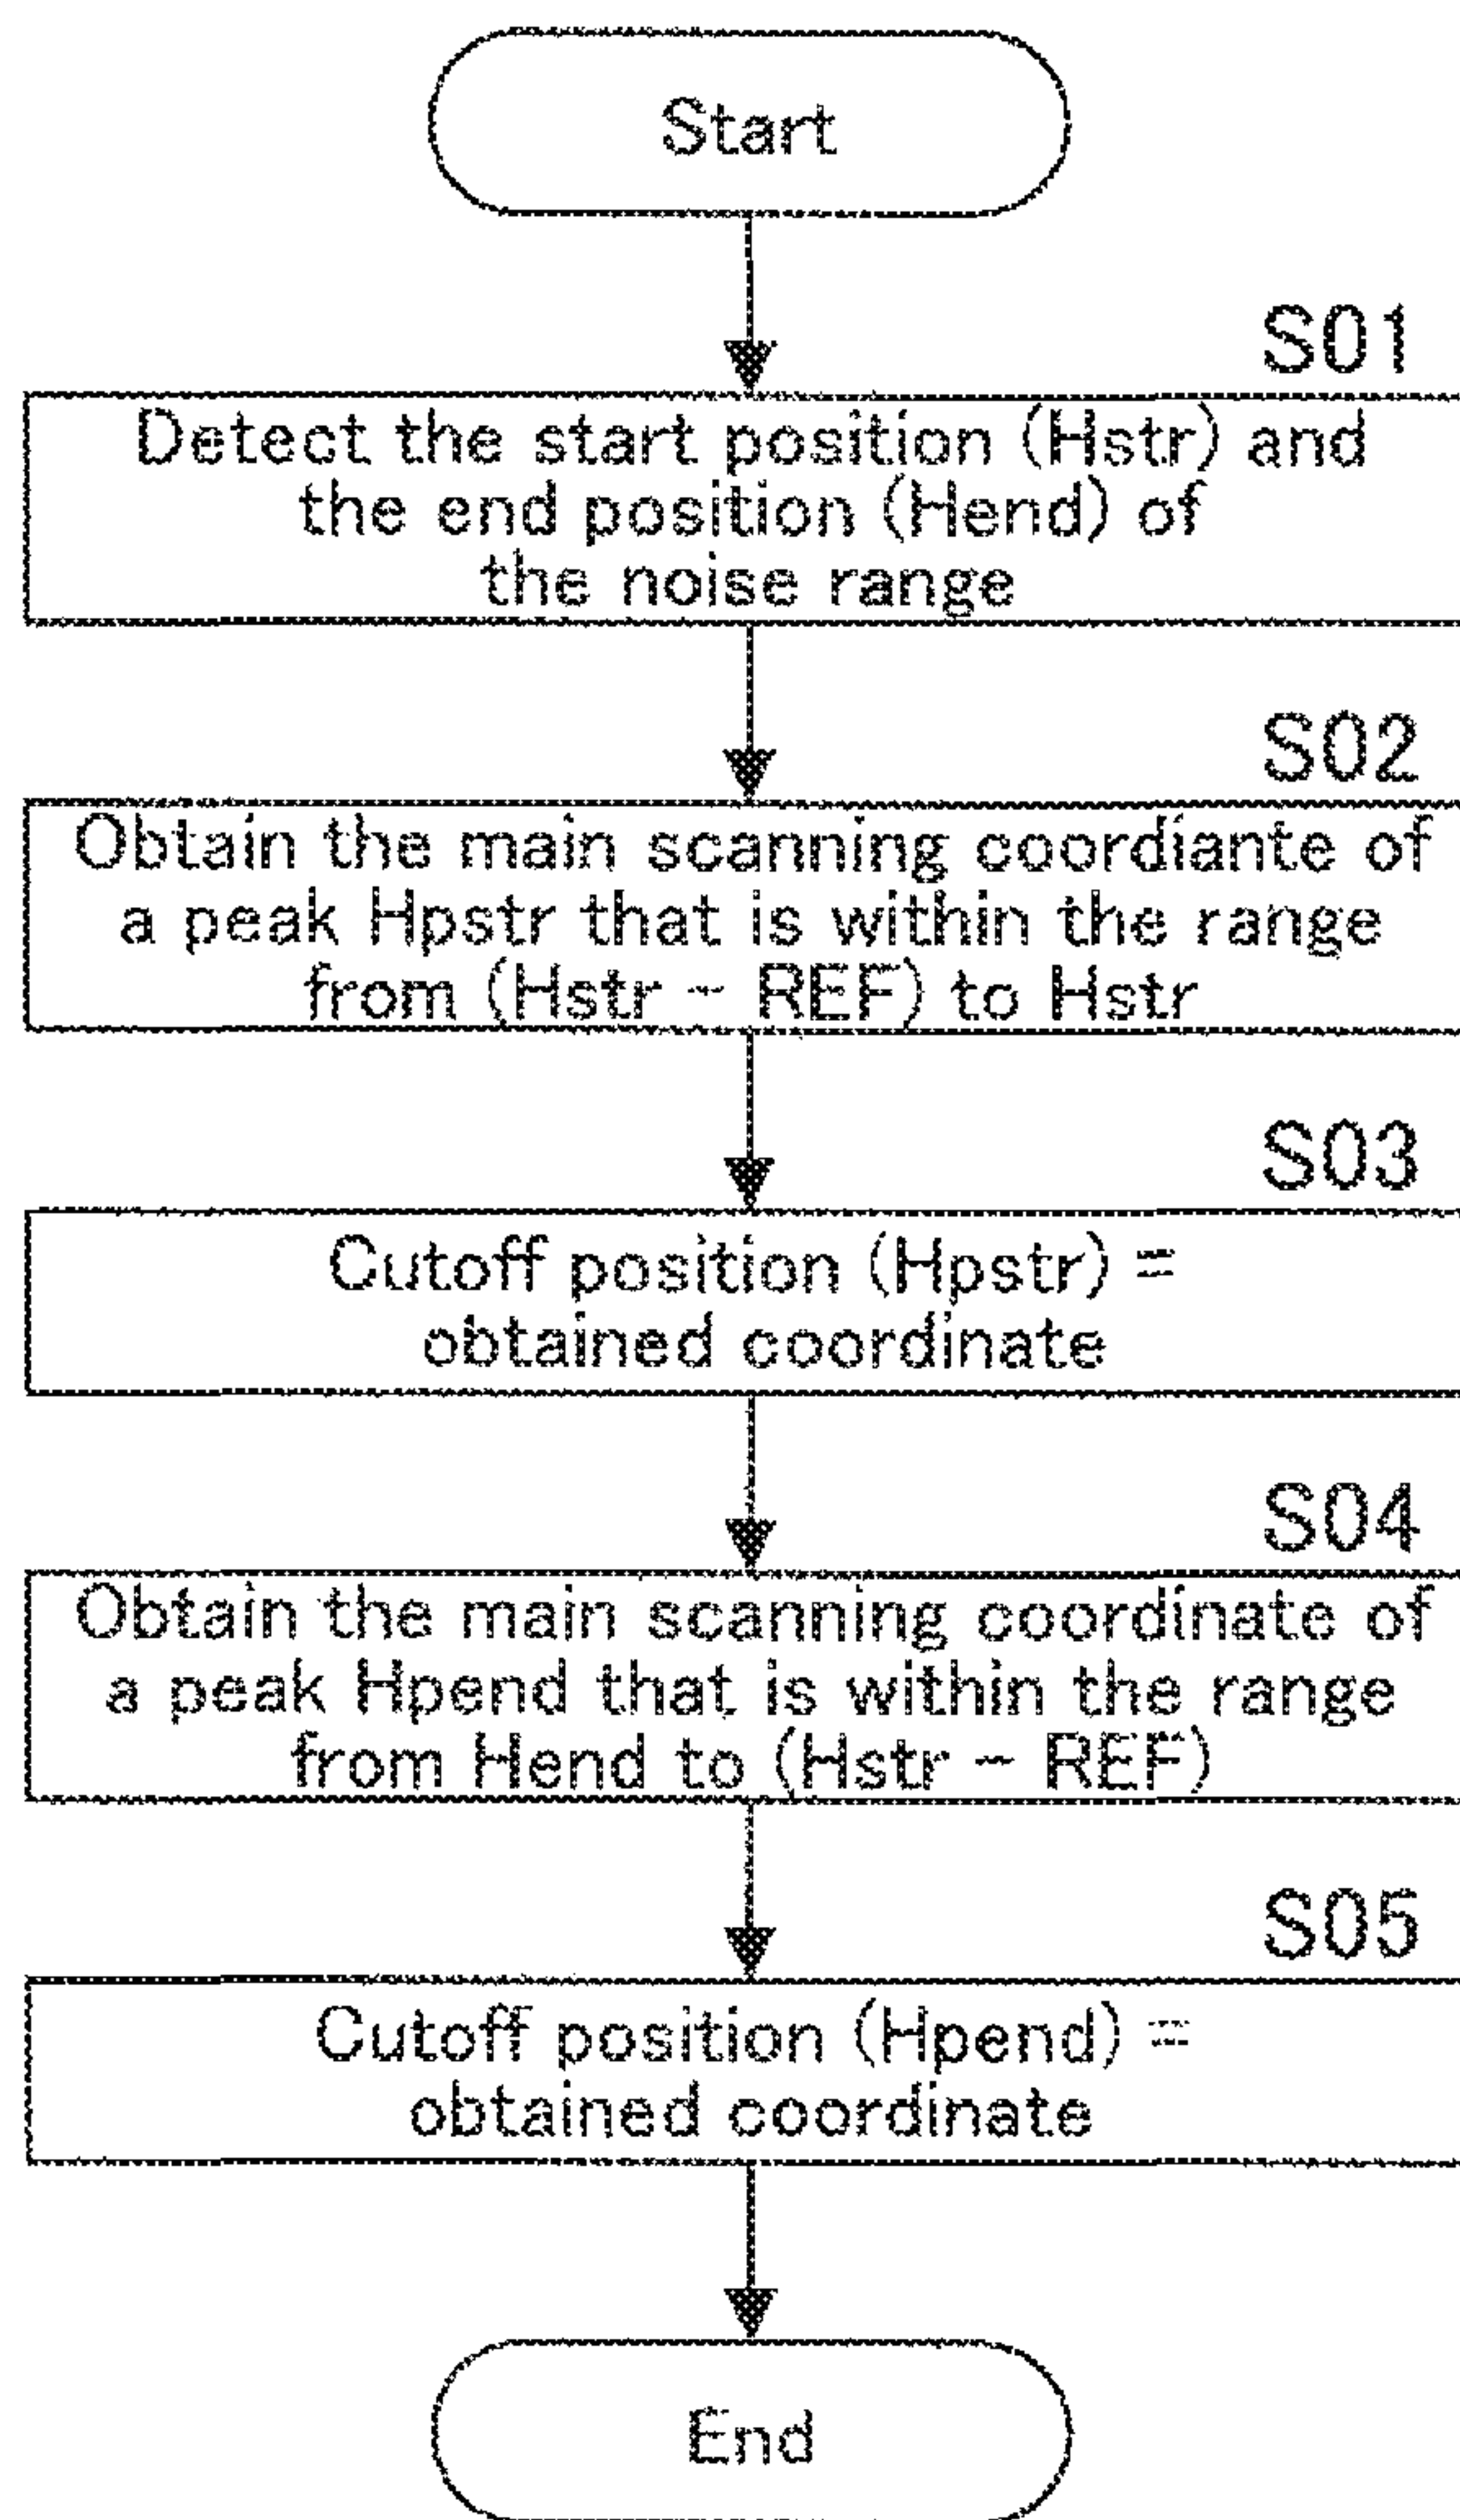 Start
S01
Detect the start position (Hstr) and
the end position (Hend) of
the noise range
S02
Obtain the main scanning coordiante of
a peak Hpstr that is within the range
from (Hstr - REF) to Hstr
S03
Cutoff position (Hpstr) =
obtained coordinate
S04
Obtain the main scanning coordinate of
a peak Hpend that is within the range
from Hend to (Hstr - REF)
S05
Cutoff position (Hpend) =
obtained coordinate
End